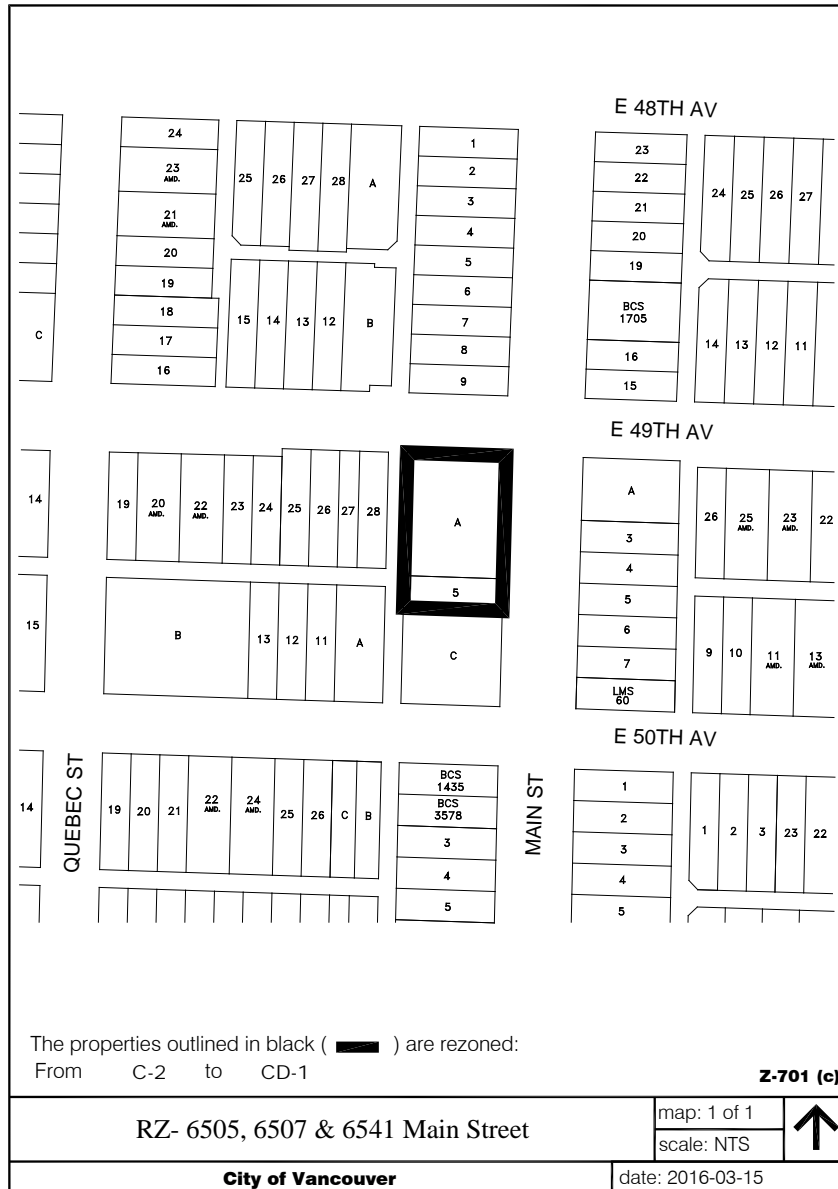 E 48TH AV
24
23
AMD.
21
AMD.
20
19
18
17
16
C
25 26 27 28 A
15 14 13 12 B
1
2
3
4
5
6
7
8
9
23
22
21
20
19
BCS
1705
16
15
24 25 26 27
14 13 12 11
E 49TH AV
14
19 20 22 23 24 25 26 27 28
AMD. AMD.
A
5
C
15
B 13 12 11 A
A
3
4
5
6
7
LMS
60
26 25 23 22
AMD. AMD.
9 10 11 13
AMD. AMD.
E 50TH AV
14
QUEBEC ST
19 20 21 22 24 25 26 C B
AMD. AMD.
BCS
1435
BCS
3578
3
4
5
MAIN ST
1
2
3
4
5
1 2 3 23 22
The properties outlined in black ( ) are rezoned:
From C-2 to CD-1
Z-701 (c)
RZ- 6505, 6507 & 6541 Main Street
map: 1 of 1
scale: NTS
City of Vancouver
date: 2016-03-15